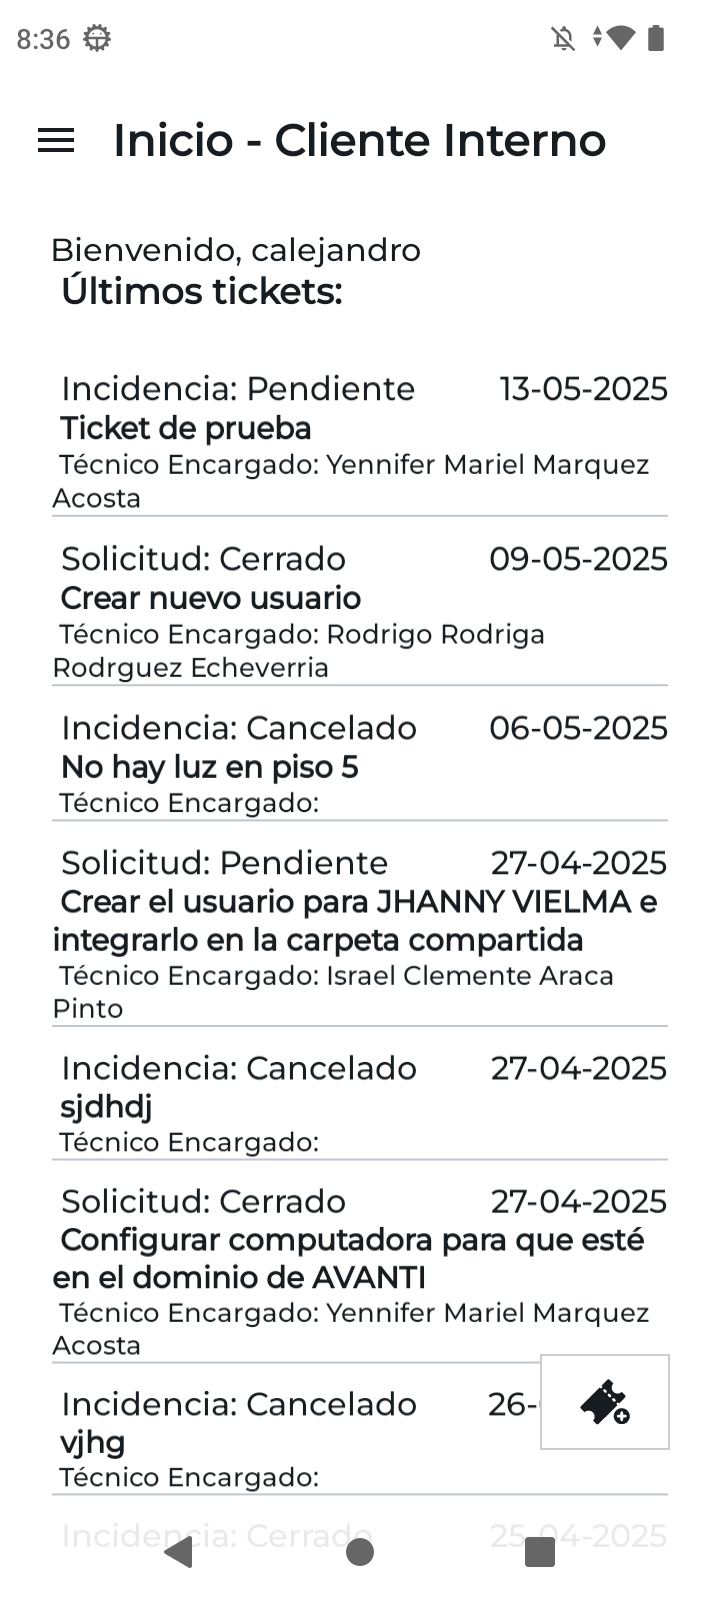 8:36
Inicio - Cliente Interno
Bienvenido, calejandro
Últimos tickets:
Incidencia: Pendiente 13-05-2025
Ticket de prueba
Técnico Encargado: Yennifer Mariel Marquez
Acosta
Solicitud: Cerrado 09-05-2025
Crear nuevo usuario
Técnico Encargado: Rodrigo Rodriga
Rodrguez Echeverria
Incidencia: Cancelado 06-05-2025
No hay luz en piso 5
Técnico Encargado:
Solicitud: Pendiente 27-04-2025
Crear el usuario para JHANNY VIELMA e
integrarlo en la carpeta compartida
Técnico Encargado: Israel Clemente Araca
Pinto
Incidencia: Cancelado 27-04-2025
sjdhdj
Técnico Encargado:
Solicitud: Cerrado 27-04-2025
Configurar computadora para que esté
en el dominio de AVANTI
Técnico Encargado: Yennifer Mariel Marquez
Acosta
Incidencia: Cancelado 26-
vjhg
Técnico Encargado:
Incidencia: Cerrado 25-04-2025